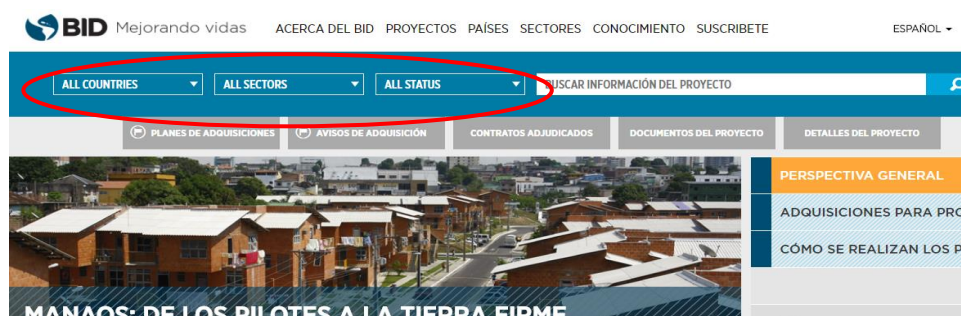 BID Mejorando vidas ACERCA DEL BID PROYECTOS PAÍSES SECTORES CONOCIMIENTO SUSCRIBETE ESPAÑOL
ALL COUNTRIES ALL SECTORS ALL STATUS BUSCAR INFORMACIÓN DEL PROYECTO
PLANES DE ADQUISICIONES AVISOS DE ADQUISICIÓN CONTRATOS ADJUDICADOS DOCUMENTOS DEL PROYECTO DETALLES DEL PROYECTO
PERSPECTIVA GENERAL
ADQUISICIONES PARA PRO
CÓMO SE REALIZAN LOS P
MANAOS: DE LOS PILOTES A LA TIERRA FIRME